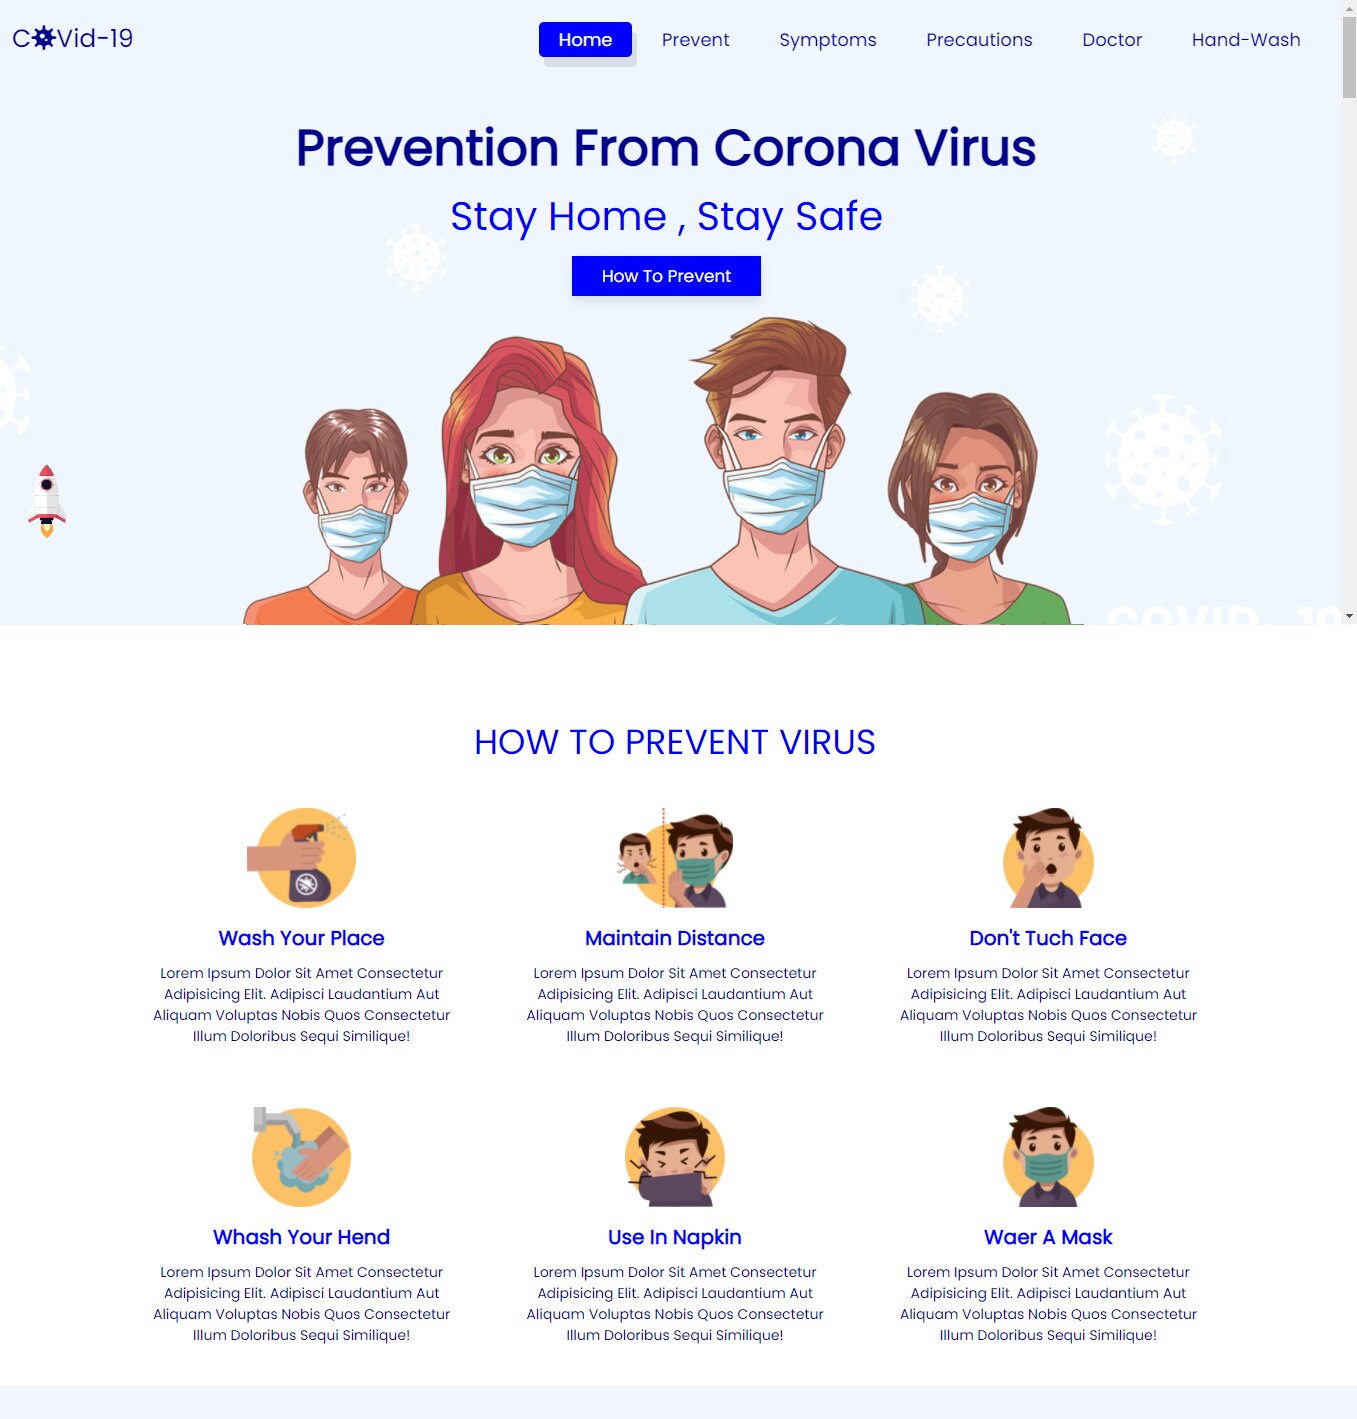 COVid-19
Home Prevent Symptoms Precautions Doctor Hand-Wash
Prevention From Corona Virus
Stay Home , Stay Safe
How To Prevent
COVID-19
HOW TO PREVENT VIRUS
Wash Your Place
Lorem Ipsum Dolor Sit Amet Consectetur
Adipisicing Elit. Adipisci Laudantium Aut
Aliquam Voluptas Nobis Quos Consectetur
Illum Doloribus Sequi Similique!
Maintain Distance
Lorem Ipsum Dolor Sit Amet Consectetur
Adipisicing Elit. Adipisci Laudantium Aut
Aliquam Voluptas Nobis Quos Consectetur
Illum Doloribus Sequi Similique!
Don't Tuch Face
Lorem Ipsum Dolor Sit Amet Consectetur
Adipisicing Elit. Adipisci Laudantium Aut
Aliquam Voluptas Nobis Quos Consectetur
Illum Doloribus Sequi Similique!
Whash Your Hend
Lorem Ipsum Dolor Sit Amet Consectetur
Adipisicing Elit. Adipisci Laudantium Aut
Aliquam Voluptas Nobis Quos Consectetur
Illum Doloribus Sequi Similique!
Use In Napkin
Lorem Ipsum Dolor Sit Amet Consectetur
Adipisicing Elit. Adipisci Laudantium Aut
Aliquam Voluptas Nobis Quos Consectetur
Illum Doloribus Sequi Similique!
Waer A Mask
Lorem Ipsum Dolor Sit Amet Consectetur
Adipisicing Elit. Adipisci Laudantium Aut
Aliquam Voluptas Nobis Quos Consectetur
Illum Doloribus Sequi Similique!